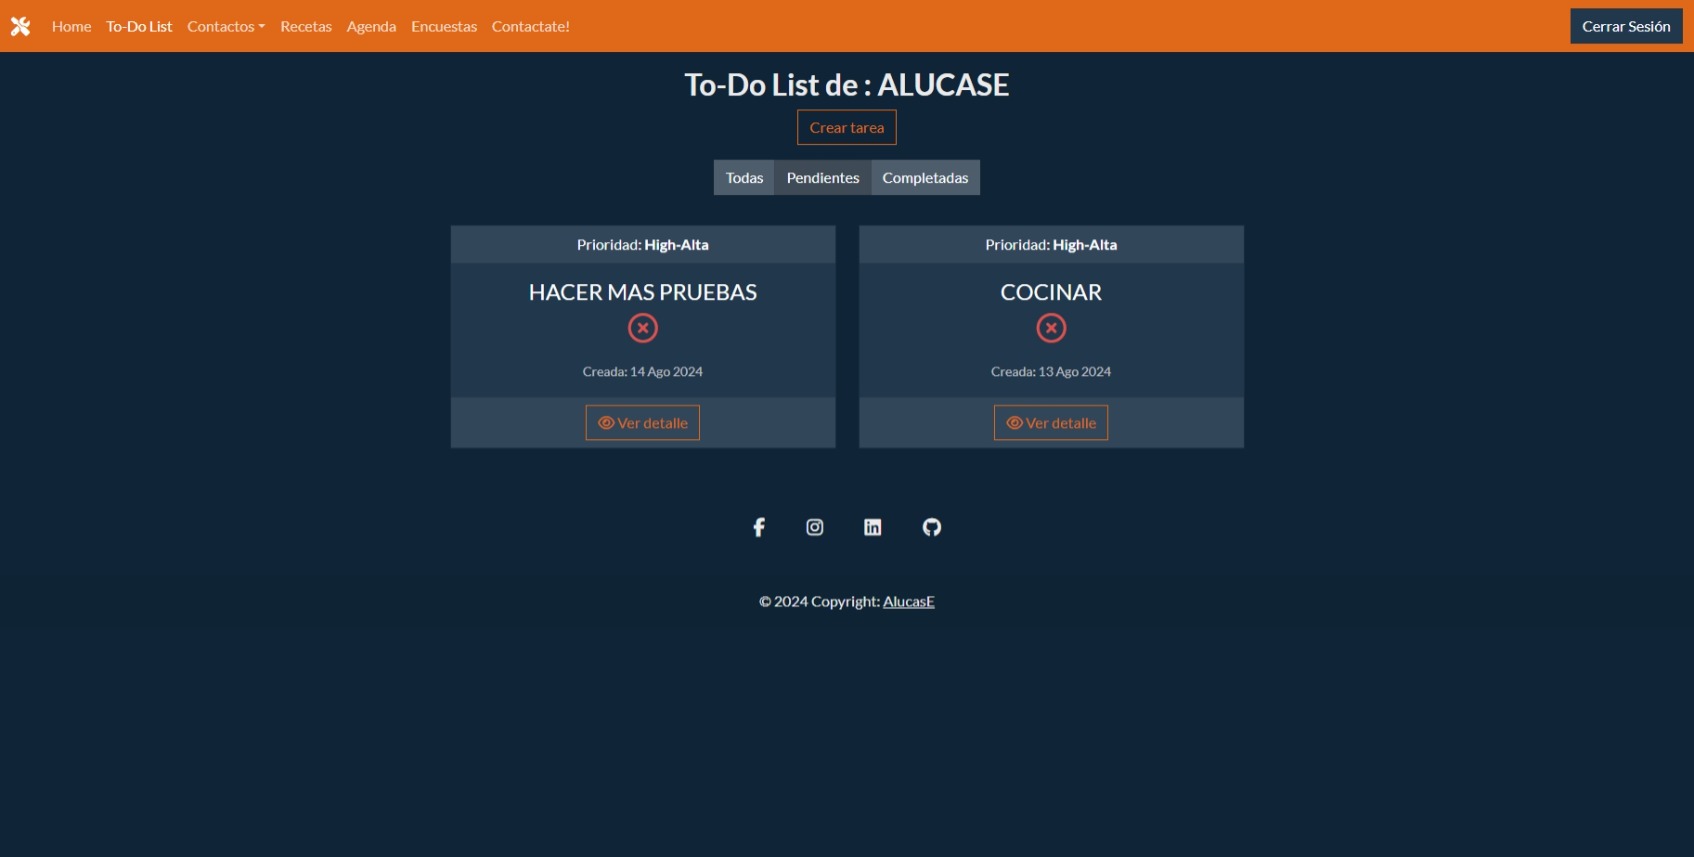 Home To-Do List Contactos Recetas Agenda Encuestas Contactate! Cerrar Sesión
To-Do List de : ALUCASE
Crear tarea
Todas Pendientes Completadas
Prioridad: High-Alta
HACER MAS PRUEBAS
Creada: 14 Ago 2024
Ver detalle
Prioridad: High-Alta
COCINAR
Creada: 13 Ago 2024
Ver detalle
© 2024 Copyright: AlucasE